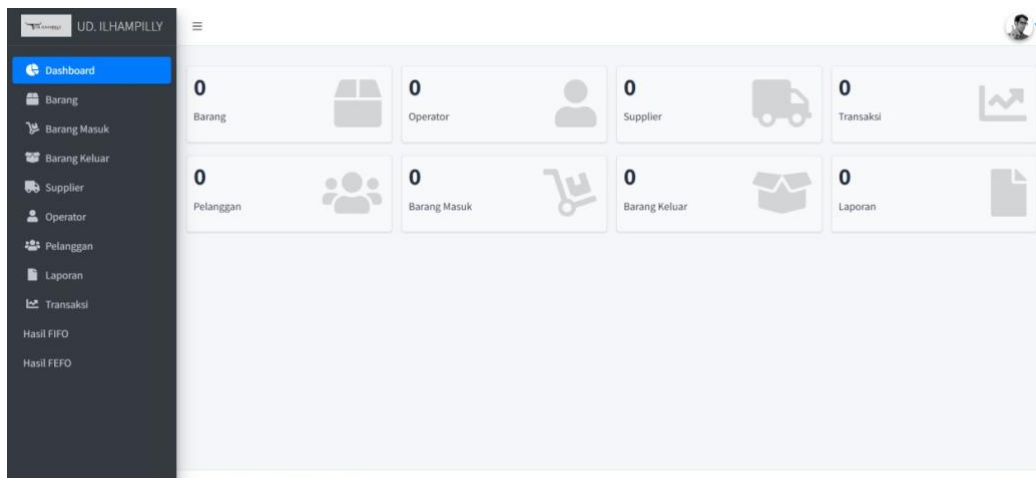 UD. ILHAMPILLY
Dashboard
Barang
Barang Masuk
Barang Keluar
Supplier
Operator
Pelanggan
Laporan
Transaksi
Hasil FIFO
Hasil FEFO
0
Barang
0
Operator
0
Supplier
0
Transaksi
0
Pelanggan
0
Barang Masuk
0
Barang Keluar
0
Laporan